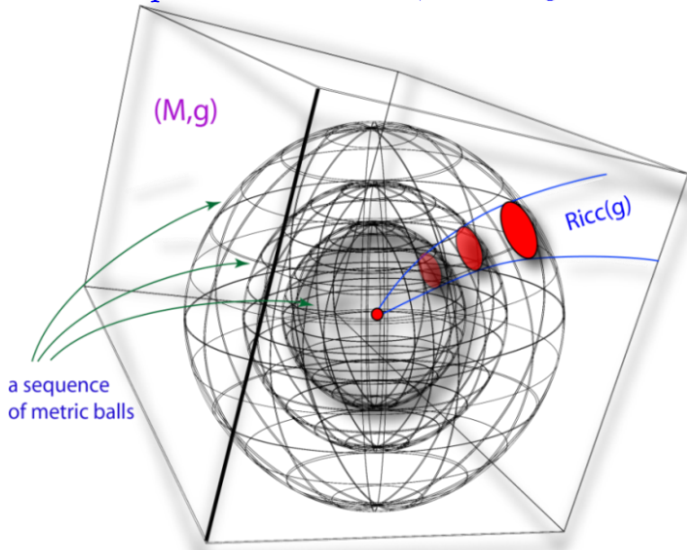 (M,g)
Ricc(g)
a sequence
of metric balls